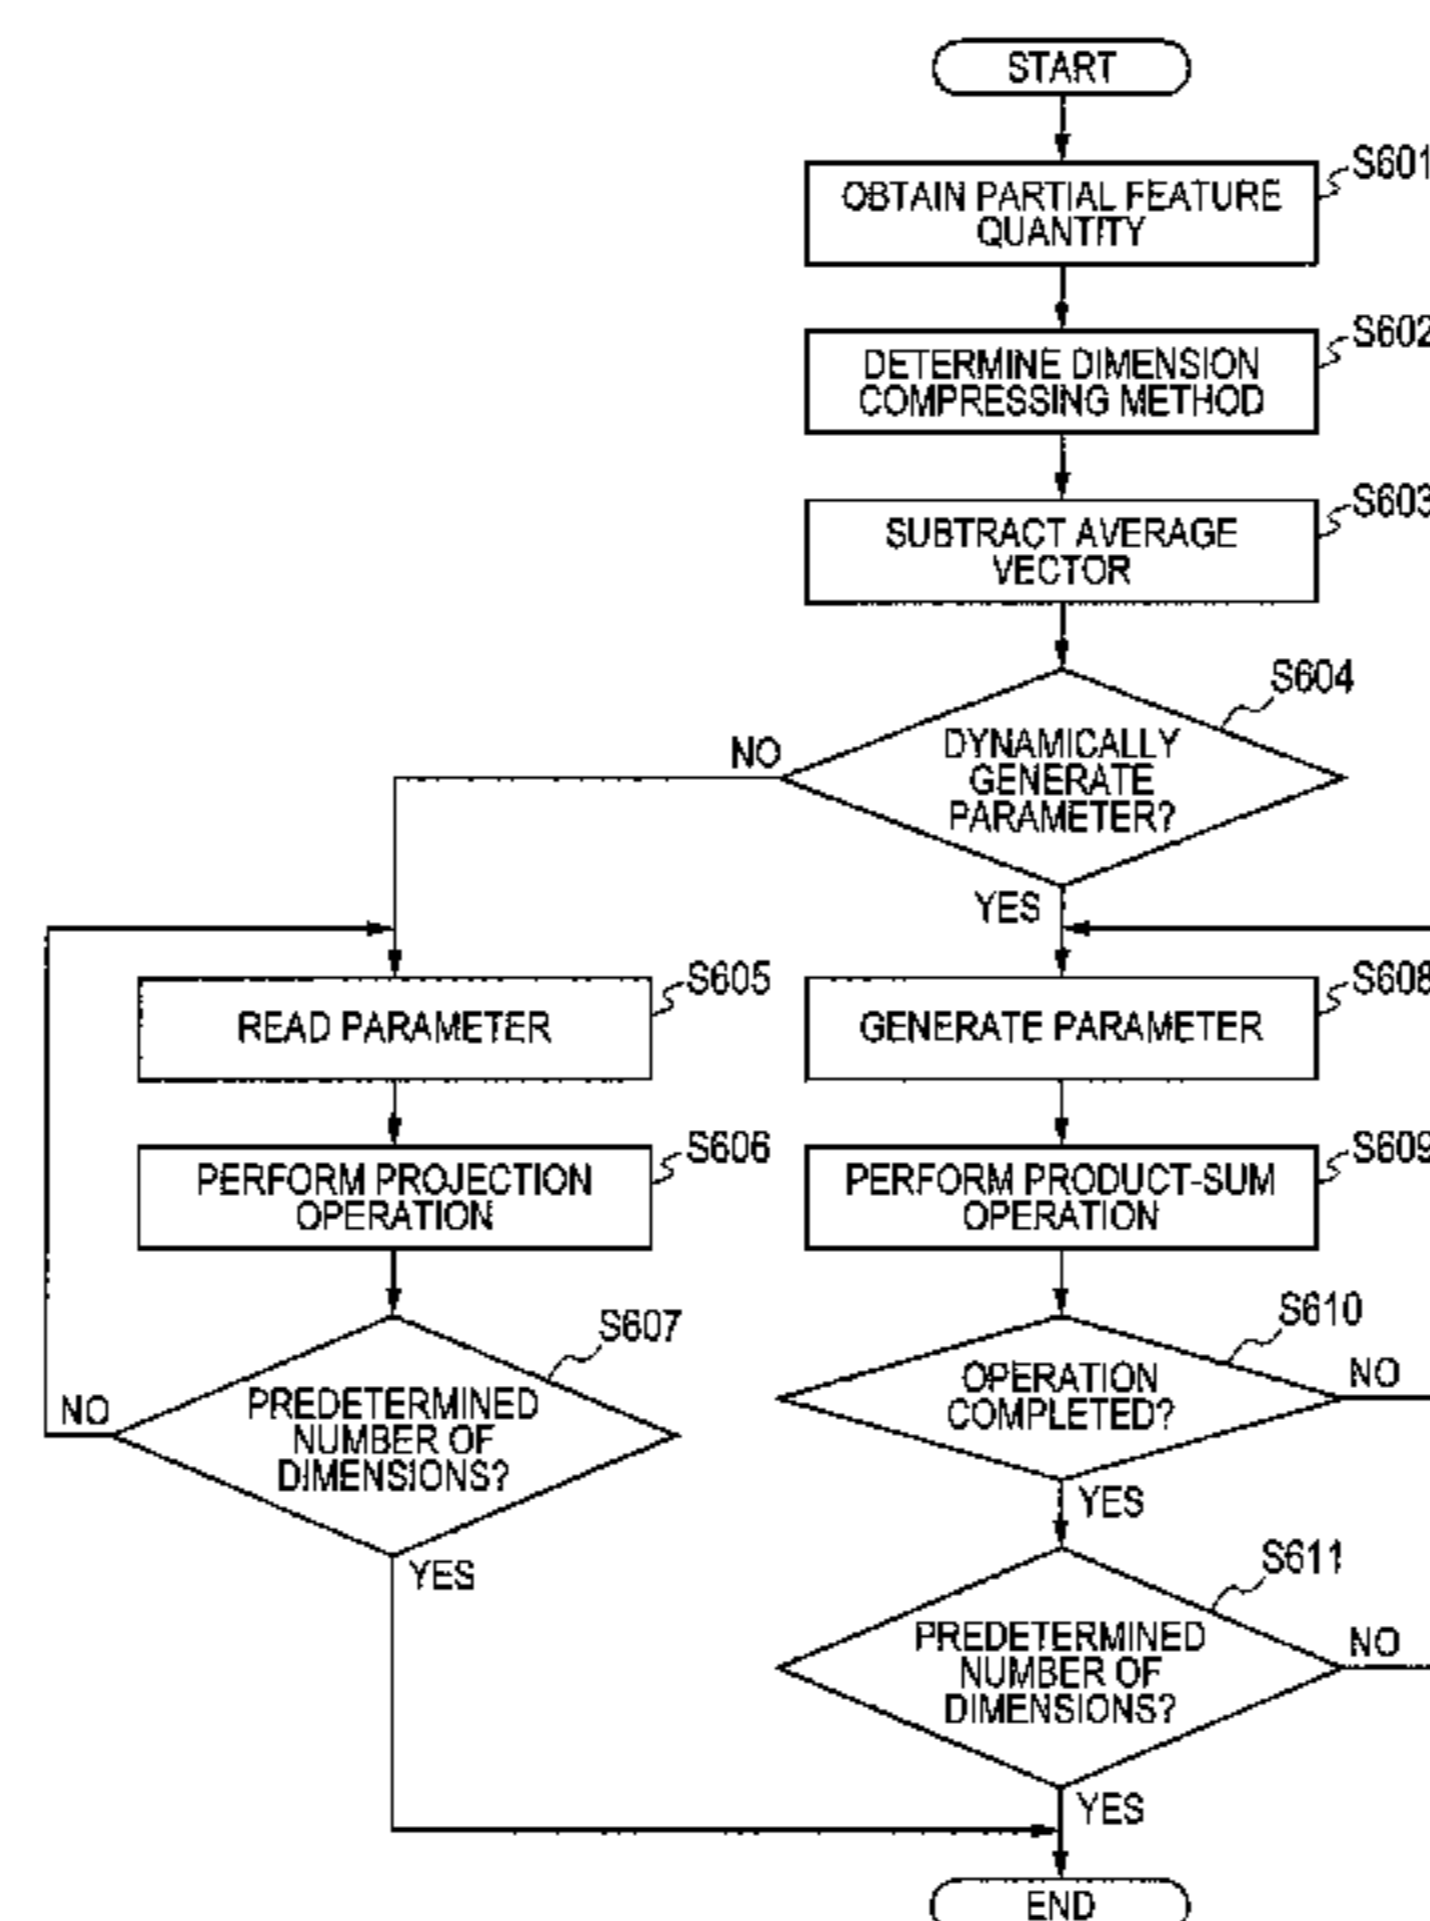 START
S601
OBTAIN PARTIAL FEATURE
QUANTITY
S602
DETERMINE DIMENSION
COMPRESSING METHOD
S603
SUBTRACT AVERAGE
VECTOR
S604
DYNAMICALLY
GENERATE
PARAMETER?
NO
YES
S605
READ PARAMETER
S606
PERFORM PROJECTION
OPERATION
S607
PREDETERMINED
NUMBER OF
DIMENSIONS?
NO
YES
S608
GENERATE PARAMETER
S609
PERFORM PRODUCT-SUM
OPERATION
S610
OPERATION
COMPLETED?
NO
YES
S611
PREDETERMINED
NUMBER OF
DIMENSIONS?
NO
YES
END